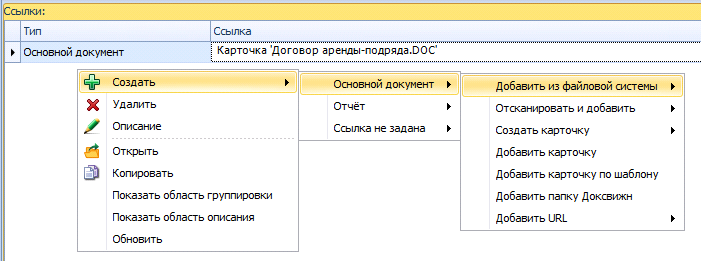 Ссылки:
Тип Ссылка
Основной документ Карточка 'Договор аренды-подряда.DOC'
Создать
Удалить
Описание
Открыть
Копировать
Показать область группировки
Показать область описания
Обновить
Основной документ
Отчёт
Ссылка не задана
Добавить из файловой системы
Отсканировать и добавить
Создать карточку
Добавить карточку
Добавить карточку по шаблону
Добавить папку Доксвижн
Добавить URL